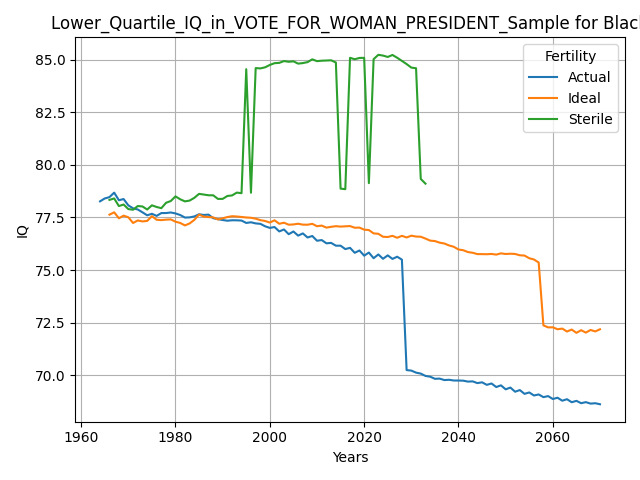 Lower_Quartile_IQ_in_VOTE_FOR_WOMAN_PRESIDENT_Sample for Black
85.0
82.5
80.0
77.5
75.0
72.5
70.0
IQ
Fertility
Actual
Ideal
Sterile
1960
1980
2000
2020
2040
2060
Years